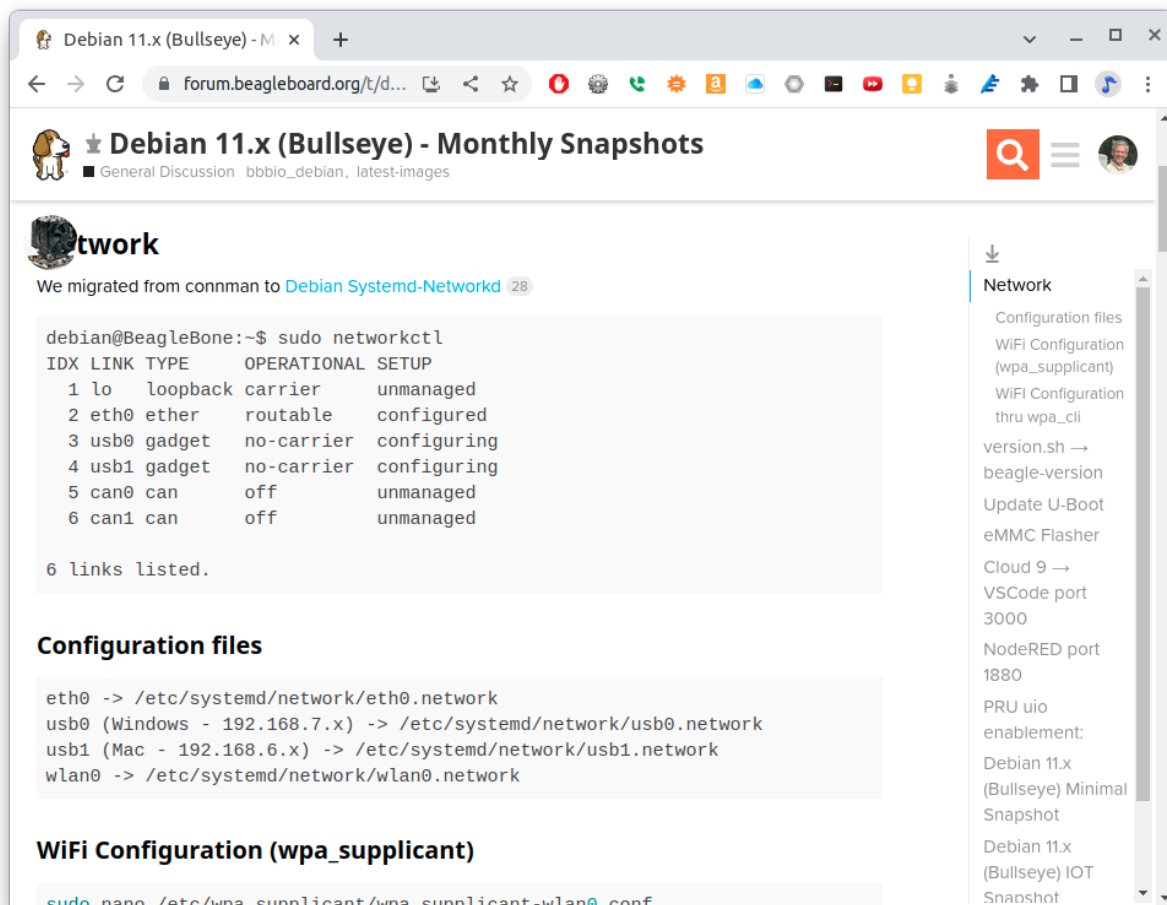 Debian 11.x (Bullseye) - M
forum.beagleboard.org/t/d...
Debian 11.x (Bullseye) - Monthly Snapshots
General Discussion bbbio_debian, latest-images
twork
We migrated from connman to Debian Systemd-Networkd 28
debian@BeagleBone:~$ sudo networkctl
IDX LINK TYPE OPERATIONAL SETUP
1 lo loopback carrier unmanaged
2 eth0 ether routable configured
3 usb0 gadget no-carrier configuring
4 usb1 gadget no-carrier configuring
5 can0 can off unmanaged
6 can1 can off unmanaged
6 links listed.
Configuration files
eth0 -> /etc/systemd/network/eth0.network
usb0 (Windows - 192.168.7.x) -> /etc/systemd/network/usb0.network
usb1 (Mac - 192.168.6.x) -> /etc/systemd/network/usb1.network
wlan0 -> /etc/systemd/network/wlan0.network
WiFi Configuration (wpa_supplicant)
sudo nano /etc/wpa_supplicant/wpa_supplicant-wlan0.conf
Network
Configuration files
WiFi Configuration
(wpa_supplicant)
WiFI Configuration
thru wpa_cli
version.sh →
beagle-version
Update U-Boot
eMMC Flasher
Cloud 9 →
VSCode port
3000
NodeRED port
1880
PRU uio
enablement:
Debian 11.x
(Bullseye) Minimal
Snapshot
Debian 11.x
(Bullseye) IOT
Snapshot